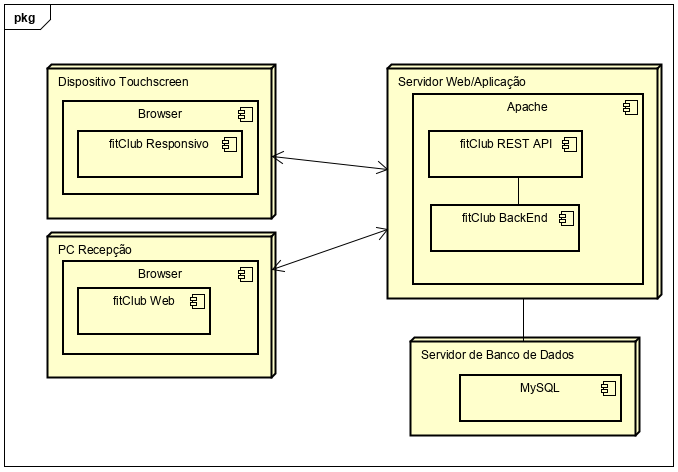 pkg
Dispositivo Touchscreen
Browser
fitClub Responsivo
PC Recepção
Browser
fitClub Web
Servidor Web/Aplicação
Apache
fitClub REST API
fitClub BackEnd
Servidor de Banco de Dados
MySQL